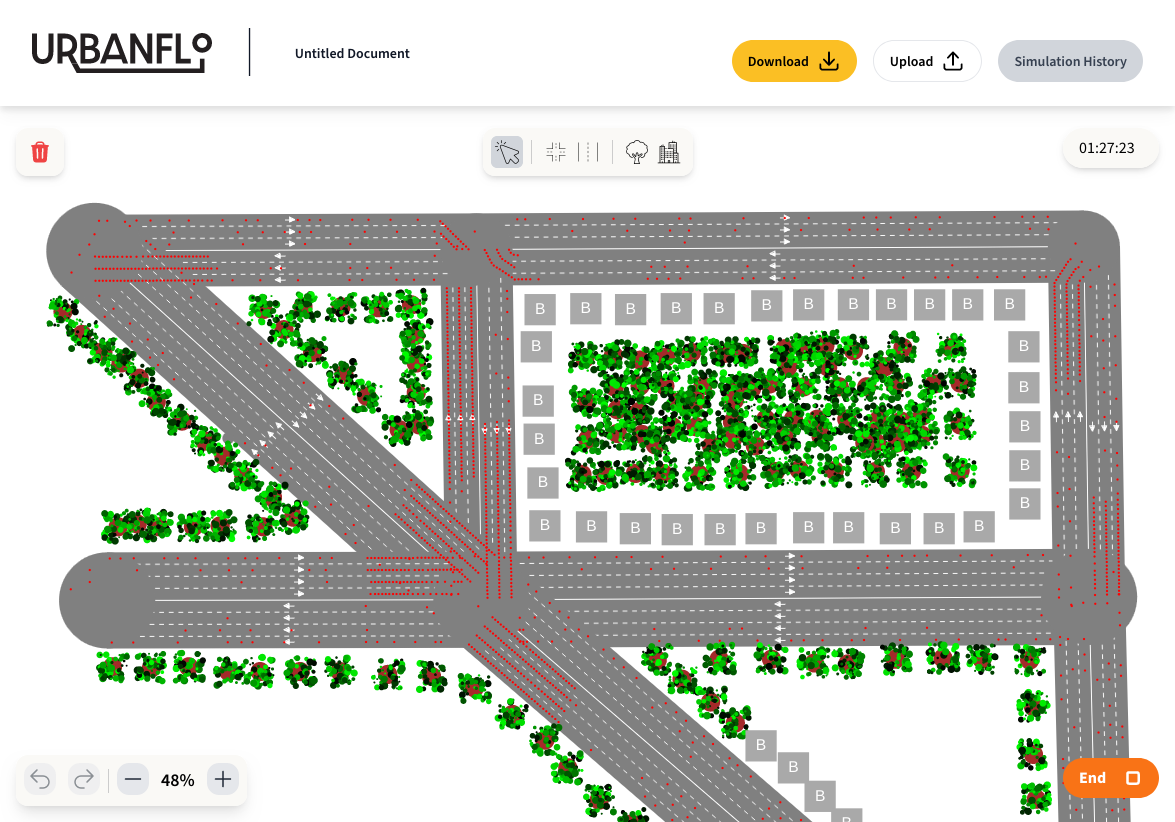 URBANFLO
Untitled Document
Download
Upload
Simulation History
01:27:23
B B B B B B B B B B B B
B B
B B
B B
B B
B B
B B B B B B B B B B B
B
B
B
B
48%
End